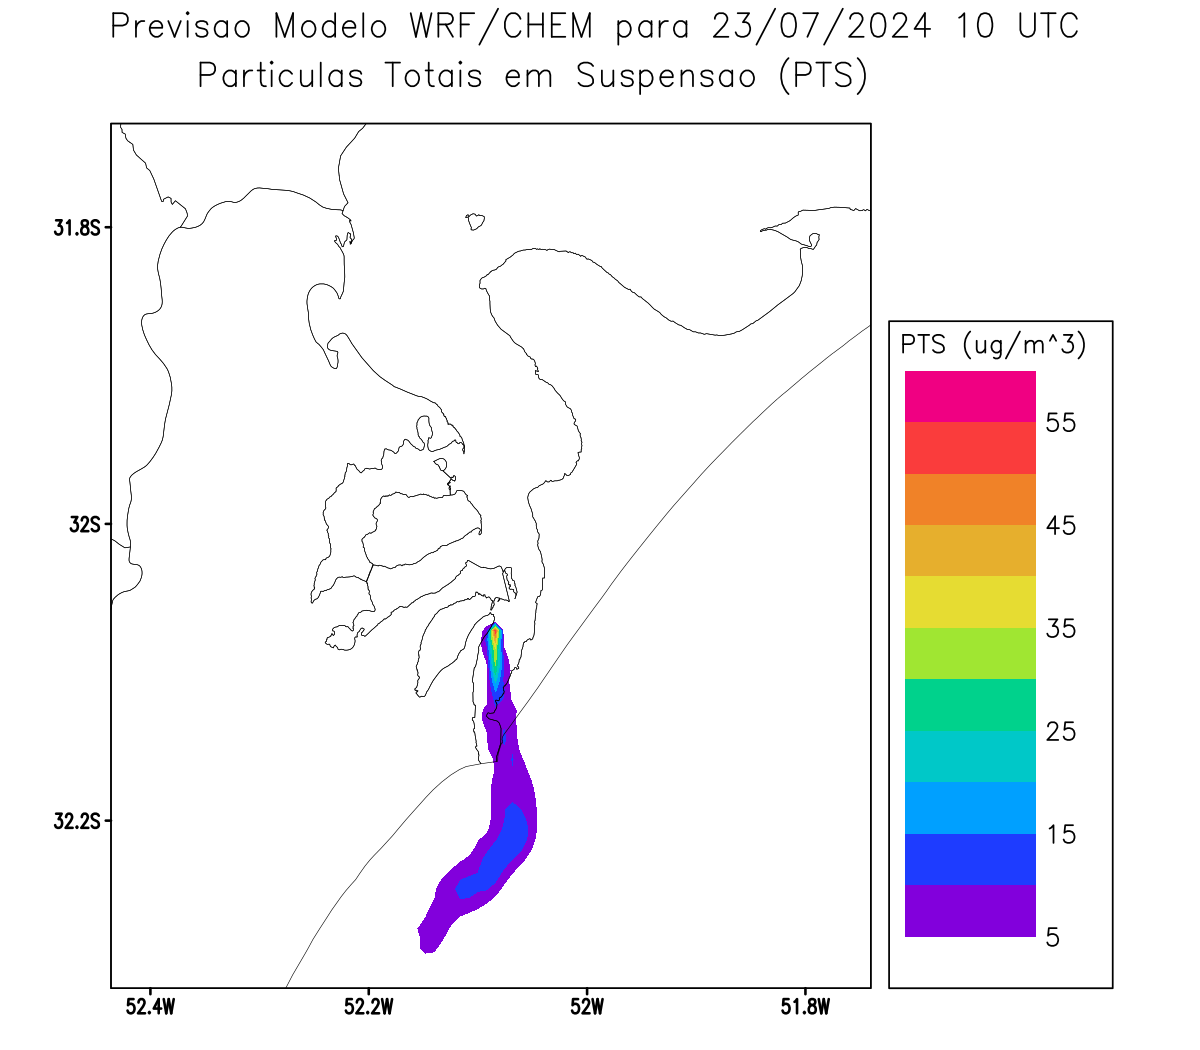 Previsao Modelo WRF/CHEM para 23/07/2024 10 UTC
Particulas Totais em Suspensao (PTS)
31.8S
32S
32.2S
52.4W
52.2W
52W
51.8W
PTS (ug/m^3)
55
45
35
25
15
5